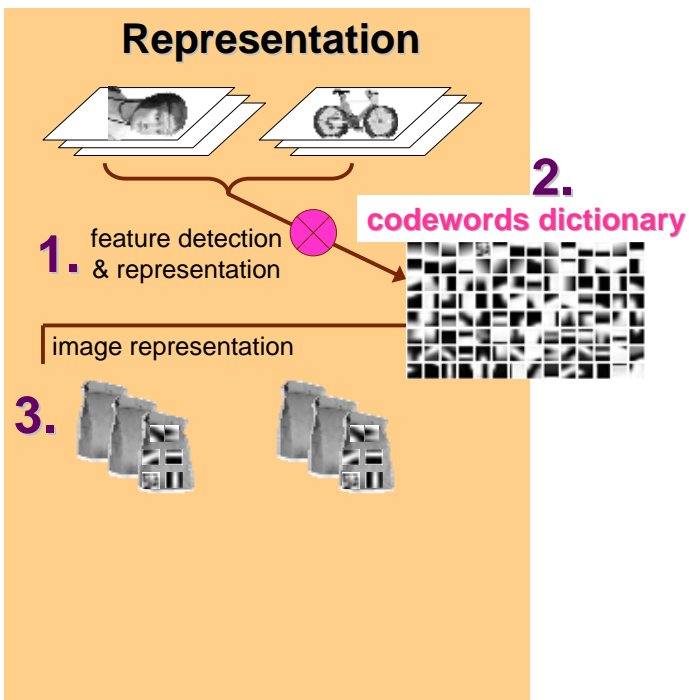 Representation
2.
codewords dictionary
1.
feature detection
& representation
image representation
3.